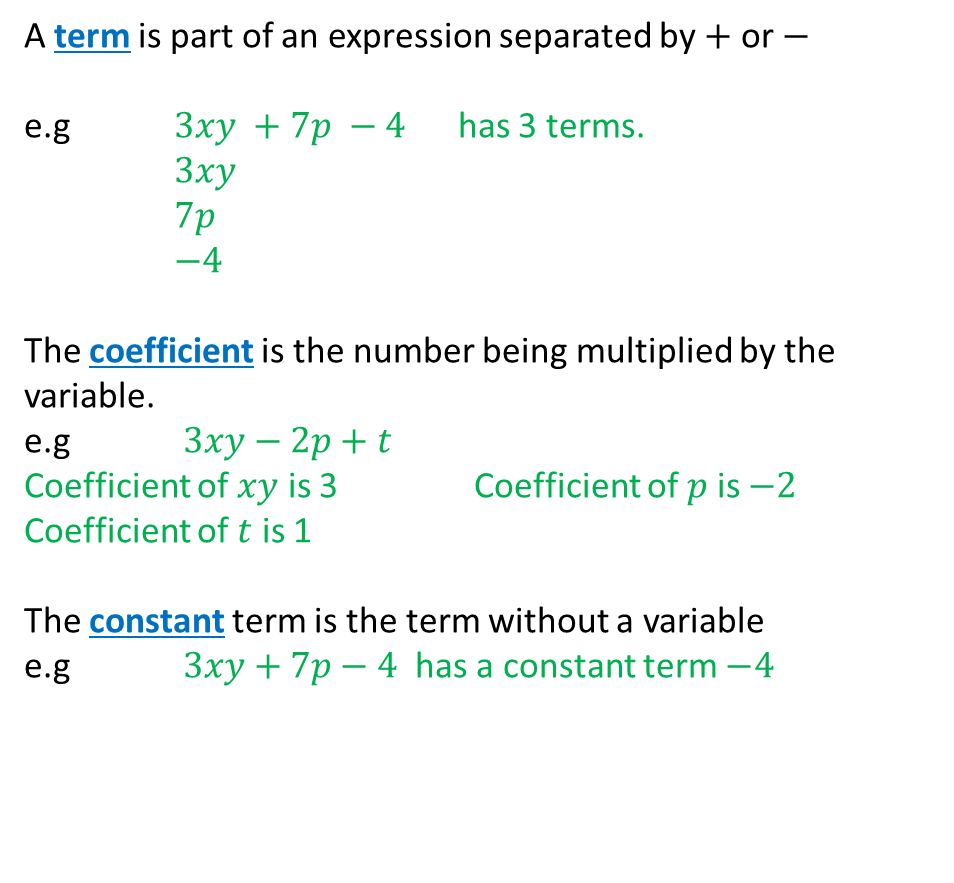 A term is part of an expression separated by + or −
e.g 3xy + 7p − 4 has 3 terms.
3xy
7p
−4
The coefficient is the number being multiplied by the
variable.
e.g 3xy − 2p + t
Coefficient of xy is 3 Coefficient of p is −2
Coefficient of t is 1
The constant term is the term without a variable
e.g 3xy + 7p − 4 has a constant term −4